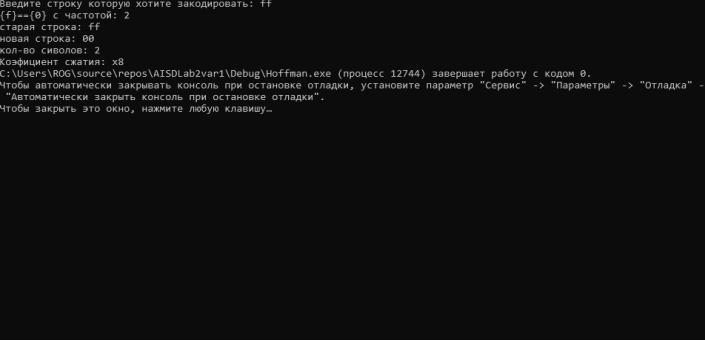 Введите строку которую хотите закодировать: ff
{f}=={0} с частотой: 2
старая строка: ff
новая строка: 00
кол-во сиволов: 2
Коэфициент сжатия: x8
C:\Users\ROG\source\repos\AISDLab2var1\Debug\Hoffman.exe (процесс 12744) завершает работу с кодом 0.
Чтобы автоматически закрывать консоль при остановке отладки, установите параметр "Сервис" -> "Параметры" -> "Отладка" -
"Автоматически закрыть консоль при остановке отладки".
Чтобы закрыть это окно, нажмите любую клавишу…